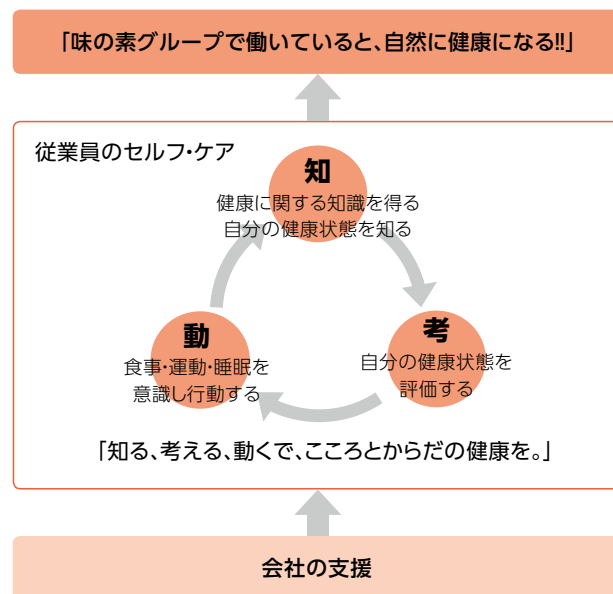 「味の素グループで働いていると、自然に健康になる!!」
従業員のセルフ・ケア
知
健康に関する知識を得る
自分の健康状態を知る
考
自分の健康状態を
評価する
動
食事・運動・睡眠を
意識し行動する
「知る、考える、動くで、こころとからだの健康を。」
会社の支援